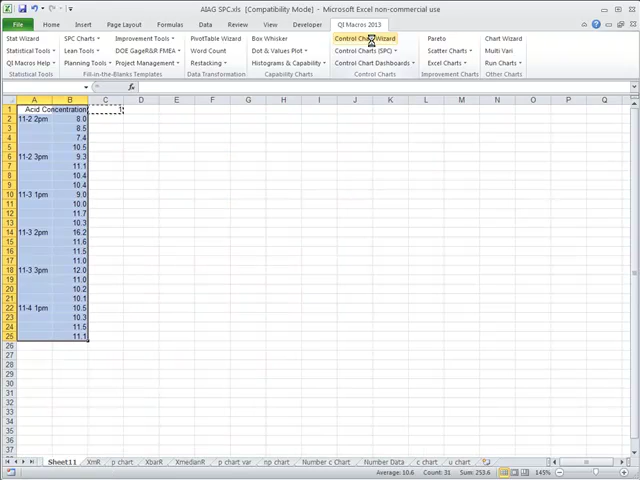 AIAG SPC.xls [Compatibility Mode] - Microsoft Excel non-commercial use
File Home Insert Page Layout Formulas Data Review View Developer QI Macros 2013
Stat Wizard SPC Charts Improvement Tools PivotTable Wizard Box Whisker Control Chart Wizard Pareto Chart Wizard
Statistical Tools Lean Tools DOE GageR&R FMEA Word Count Dot & Values Plot Control Charts (SPC) Scatter Charts Multi Vari
QI Macros Help Planning Tools Project Management Restacking Histograms & Capability Control Chart Dashboards Excel Charts Run Charts
Statistical Tools Fill-in-the-Blanks Templates Data Transformation Capability Charts Control Charts Improvement Charts Other Charts
fx
A B C D E F G H I J K L M N O P Q
1 Acid Concentration 1
2 11-2 2pm 8.0
3 8.5
4 7.4
5 10.5
6 11-2 3pm 9.3
7 11.1
8 10.4
9 10.4
10 11-3 1pm 9.0
11 10.0
12 11.7
13 10.3
14 11-3 2pm 16.2
15 11.6
16 11.5
17 11.0
18 11-3 3pm 12.0
19 11.0
20 10.2
21 10.1
22 11-4 1pm 10.5
23 10.3
24 11.5
25 11.1
26
27
28
29
30
31
32
33
34
35
36
37
Sheet11 XmR p chart XbarR XmedianR p chart var np chart Number c Chart Number Data c chart u chart
Average: 10.6 Count: 31 Sum: 253.6 145%